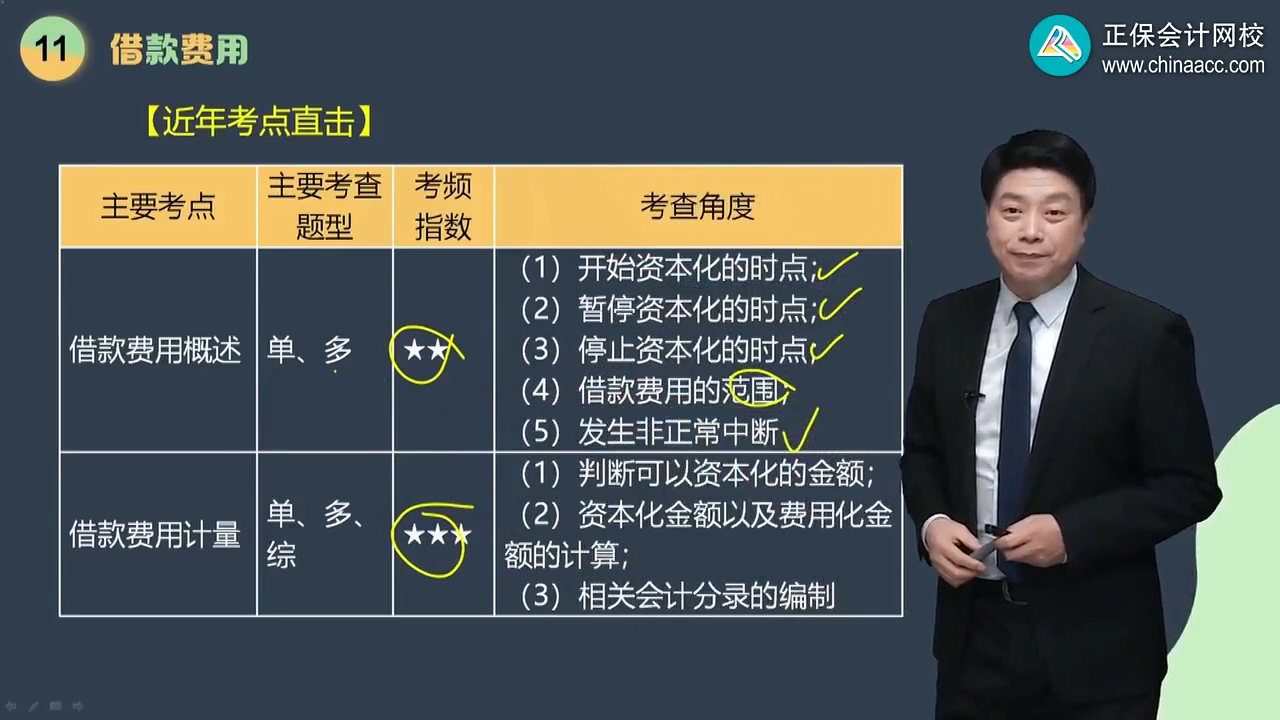 11 借款费用
正保会计网校
www.chinaacc.com
【近年考点直击】
主要考点
主要考查
题型
考频
指数
考查角度
借款费用概述
单、多
★★
（1）开始资本化的时点；
（2）暂停资本化的时点；
（3）停止资本化的时点；
（4）借款费用的范围；
（5）发生非正常中断
借款费用计量
单、多、
综
★★★
（1）判断可以资本化的金额；
（2）资本化金额以及费用化金
额的计算；
（3）相关会计分录的编制